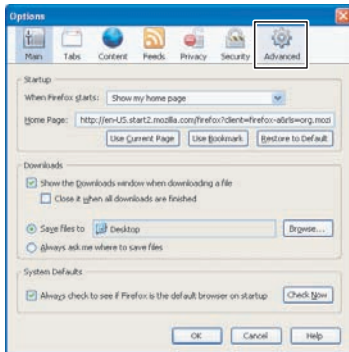 Options
Main Tabs Content Feeds Privacy Security Advanced
Startup
When Firefox starts: Show my home page
Home Page: http://en-US.start2.mozilla.com/firefox?client=firefox-a&rls=org.mozi
Use Current Page Use Bookmark Restore to Default
Downloads
Show the Downloads window when downloading a file
Close it when all downloads are finished
Save files to Desktop Browse...
Always ask me where to save files
System Defaults
Always check to see if Firefox is the default browser on startup Check Now
OK Cancel Help